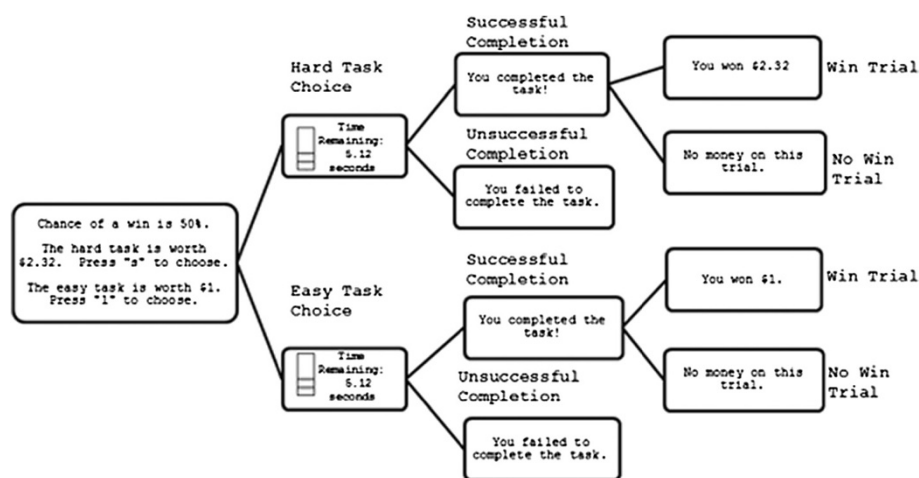 Successful
Completion
You completed the
task!
You won $2.32
Win Trial
Hard Task
Choice
Time
Remaining:
5.12
seconds
Unsuccessful
Completion
You failed to
complete the task.
No money on this
trial.
No Win
Trial
Chance of a win is 50%.
The hard task is worth
$2.32. Press "s" to choose.
The easy task is worth $1.
Press "l" to choose.
Easy Task
Choice
Time
Remaining:
5.12
seconds
Successful
Completion
You completed the
task!
You won $1.
Win Trial
Unsuccessful
Completion
You failed to
complete the task.
No money on this
trial.
No Win
Trial